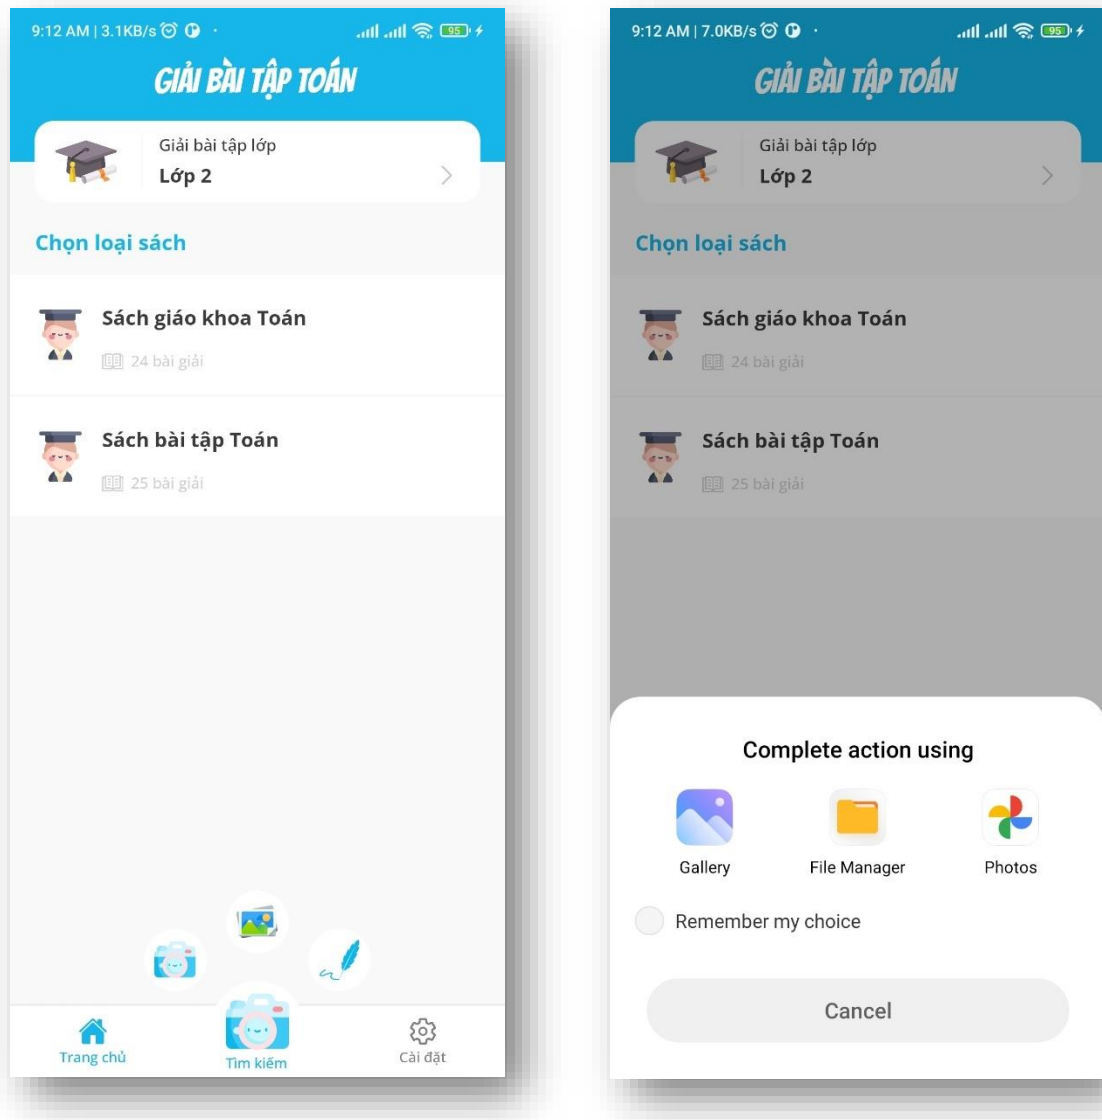 9:12 AM | 3.1KB/s
95
GIẢI BÀI TẬP TOÁN
Giải bài tập lớp
Lớp 2
Chọn loại sách
Sách giáo khoa Toán
24 bài giải
Sách bài tập Toán
25 bài giải
Trang chủ
Tìm kiếm
Cài đặt
9:12 AM | 7.0KB/s
95
GIẢI BÀI TẬP TOÁN
Giải bài tập lớp
Lớp 2
Chọn loại sách
Sách giáo khoa Toán
24 bài giải
Sách bài tập Toán
25 bài giải
Complete action using
Gallery
File Manager
Photos
Remember my choice
Cancel